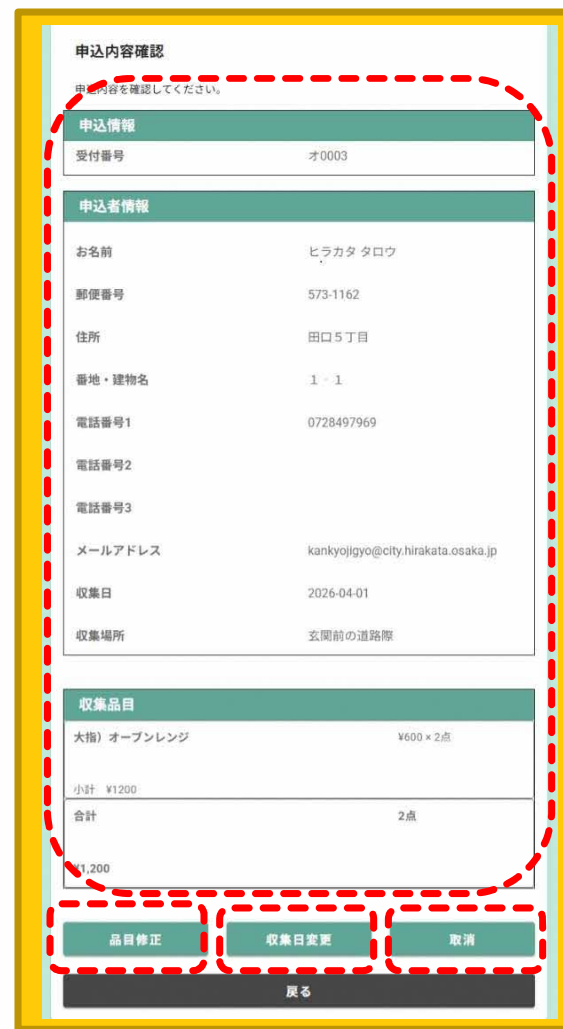 申込内容確認
申込内容を確認してください。
申込情報
受付番号 オ0003
申込者情報
お名前 ヒラカタ タロウ
郵便番号 573-1162
住所 田口５丁目
番地・建物名 １‐１
電話番号1 0728497969
電話番号2
電話番号3
メールアドレス kankyojigyo@city.hirakata.osaka.jp
収集日 2026-04-01
収集場所 玄関前の道路際
収集品目
大指）オーブンレンジ ¥600 × 2点
小計 ¥1200
合計 2点
¥1,200
品目修正 収集日変更 取消
戻る